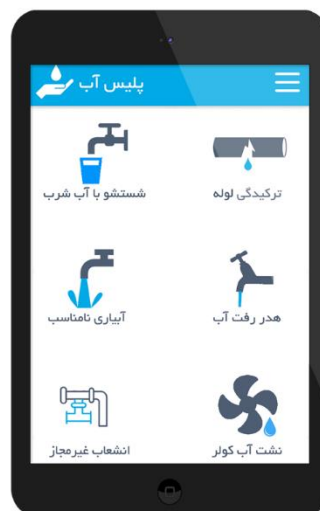 پلیس آب
ترکیدگی لوله
شستشو با آب شرب
هدر رفت آب
آبیاری نامناسب
نشت آب کولر
انشعاب غیرمجاز